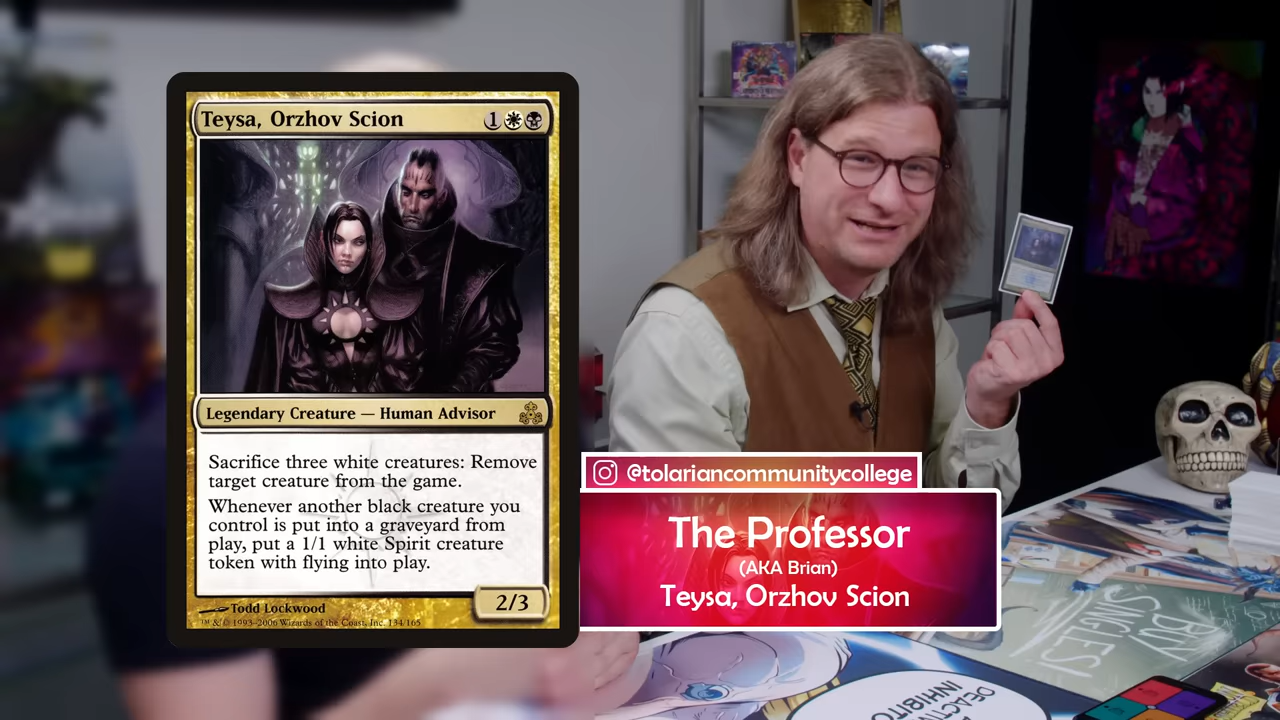 Teysa, Orzhov Scion
1
Legendary Creature — Human Advisor
Sacrifice three white creatures: Remove
target creature from the game.
Whenever another black creature you
control is put into a graveyard from
play, put a 1/1 white Spirit creature
token with flying into play.
Todd Lockwood
™ & © 1993–2006 Wizards of the Coast, Inc. 134/165
2/3
@tolariancommunitycollege
The Professor
(AKA Brian)
Teysa, Orzhov Scion
BUY
SINGLES!
DEACTIV
INHIBITO